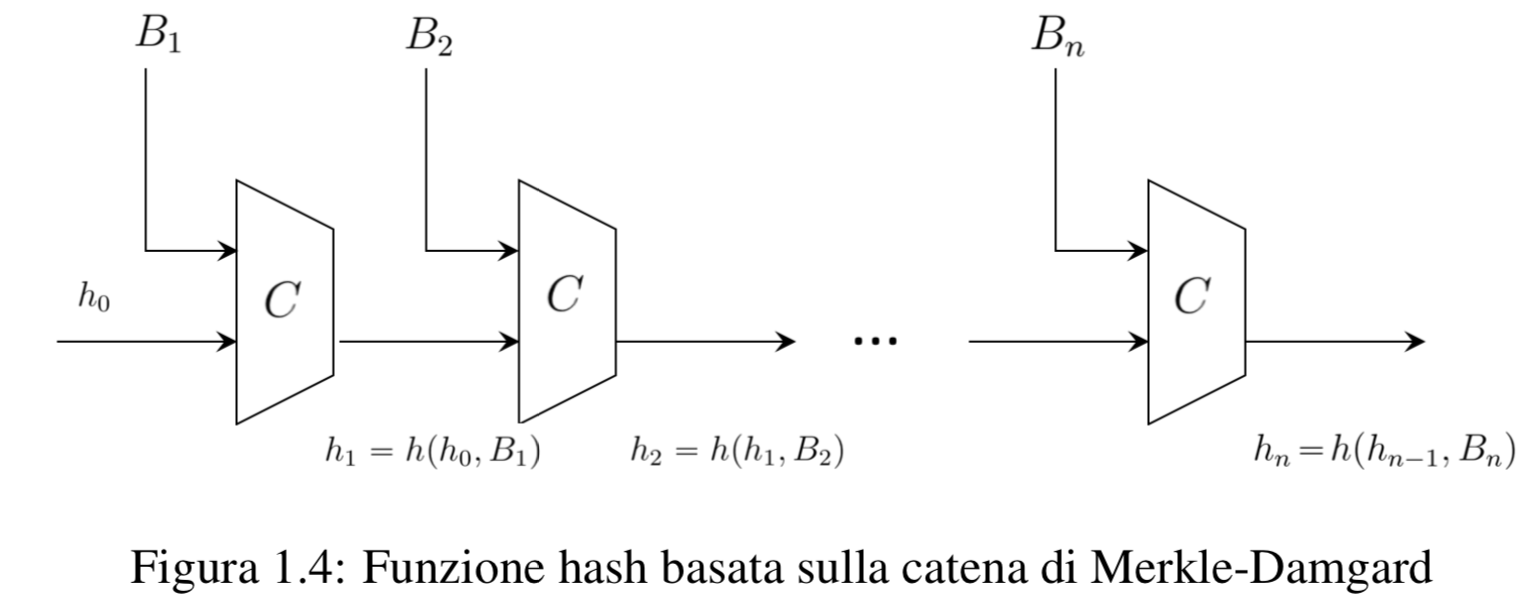 B₁ B₂ Bₙ
h₀ C C ... C
h₁ = h(h₀, B₁) h₂ = h(h₁, B₂) hₙ = h(hₙ₋₁, Bₙ)
Figura 1.4: Funzione hash basata sulla catena di Merkle-Damgard